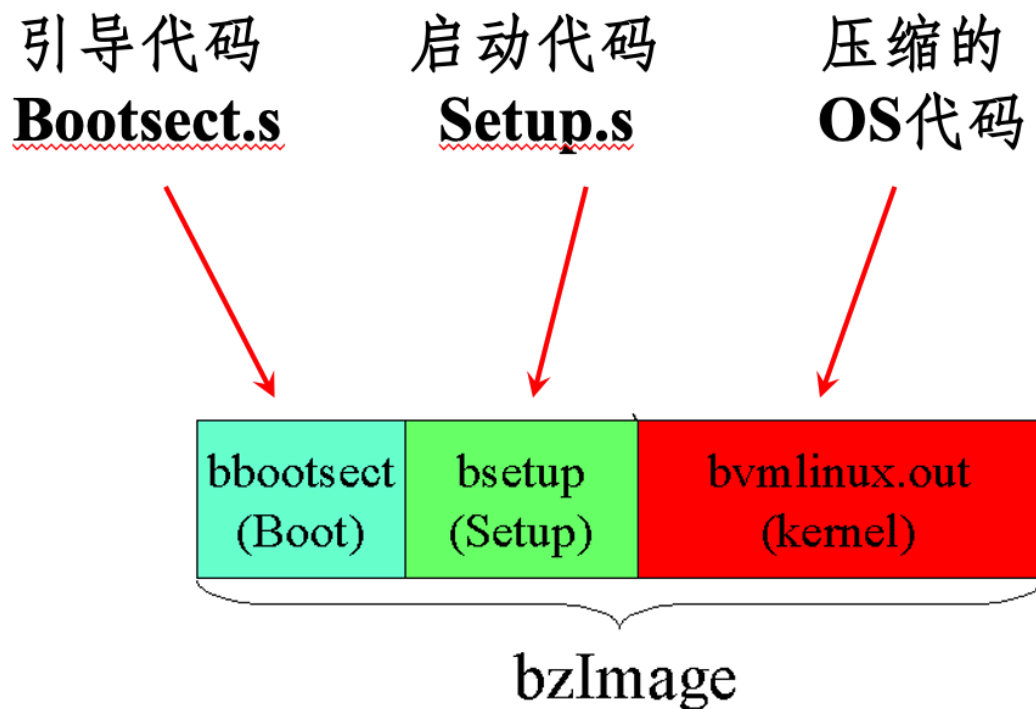 引导代码
Bootsect.s
启动代码
Setup.s
压缩的
OS代码
bbootsect
(Boot)
bsetup
(Setup)
bvmlinux.out
(kernel)
bzImage